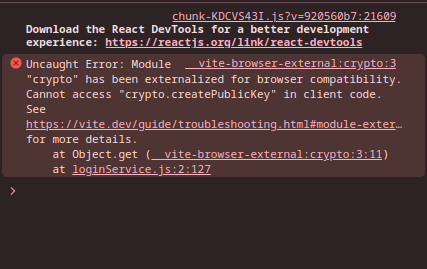 chunk-KDCVS43I.js?v=920560b7:21609
Download the React DevTools for a better development
experience: https://reactjs.org/link/react-devtools
Uncaught Error: Module __vite-browser-external:crypto:3
"crypto" has been externalized for browser compatibility.
Cannot access "crypto.createPublicKey" in client code.
See
https://vite.dev/guide/troubleshooting.html#module-exter…
for more details.
at Object.get (__vite-browser-external:crypto:3:11)
at loginService.js:2:127